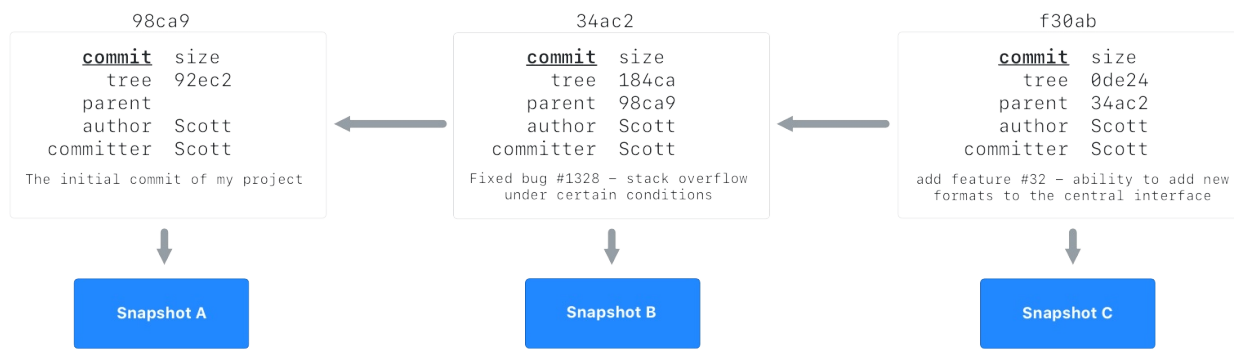 98ca9
commit size
tree 92ec2
parent
author Scott
committer Scott
The initial commit of my project
Snapshot A
34ac2
commit size
tree 184ca
parent 98ca9
author Scott
committer Scott
Fixed bug #1328 – stack overflow
under certain conditions
Snapshot B
f30ab
commit size
tree 0de24
parent 34ac2
author Scott
committer Scott
add feature #32 – ability to add new
formats to the central interface
Snapshot C